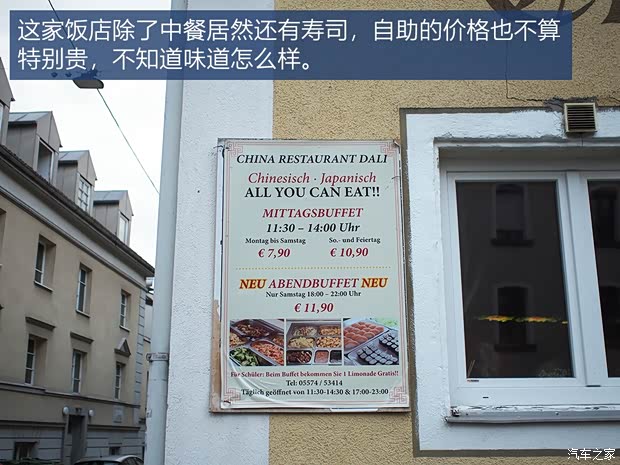 这家饭店除了中餐居然还有寿司，自助的价格也不算
特别贵，不知道味道怎么样。
CHINA RESTAURANT DALI
Chinesisch · Japanisch
ALL YOU CAN EAT!!
MITTAGSBUFFET
11:30 – 14:00 Uhr
Montag bis Samstag So.- und Feiertag
€ 7,90 € 10,90
NEU ABENDBUFFET NEU
Nur Samstag 18:00 – 22:00 Uhr
€ 11,90
Für Schüler: Beim Buffet bekommen Sie 1 Limonade Gratis!!
Tel: 05574 / 53414
Täglich geöffnet von 11:30-14:30 & 17:00-23:00
汽车之家